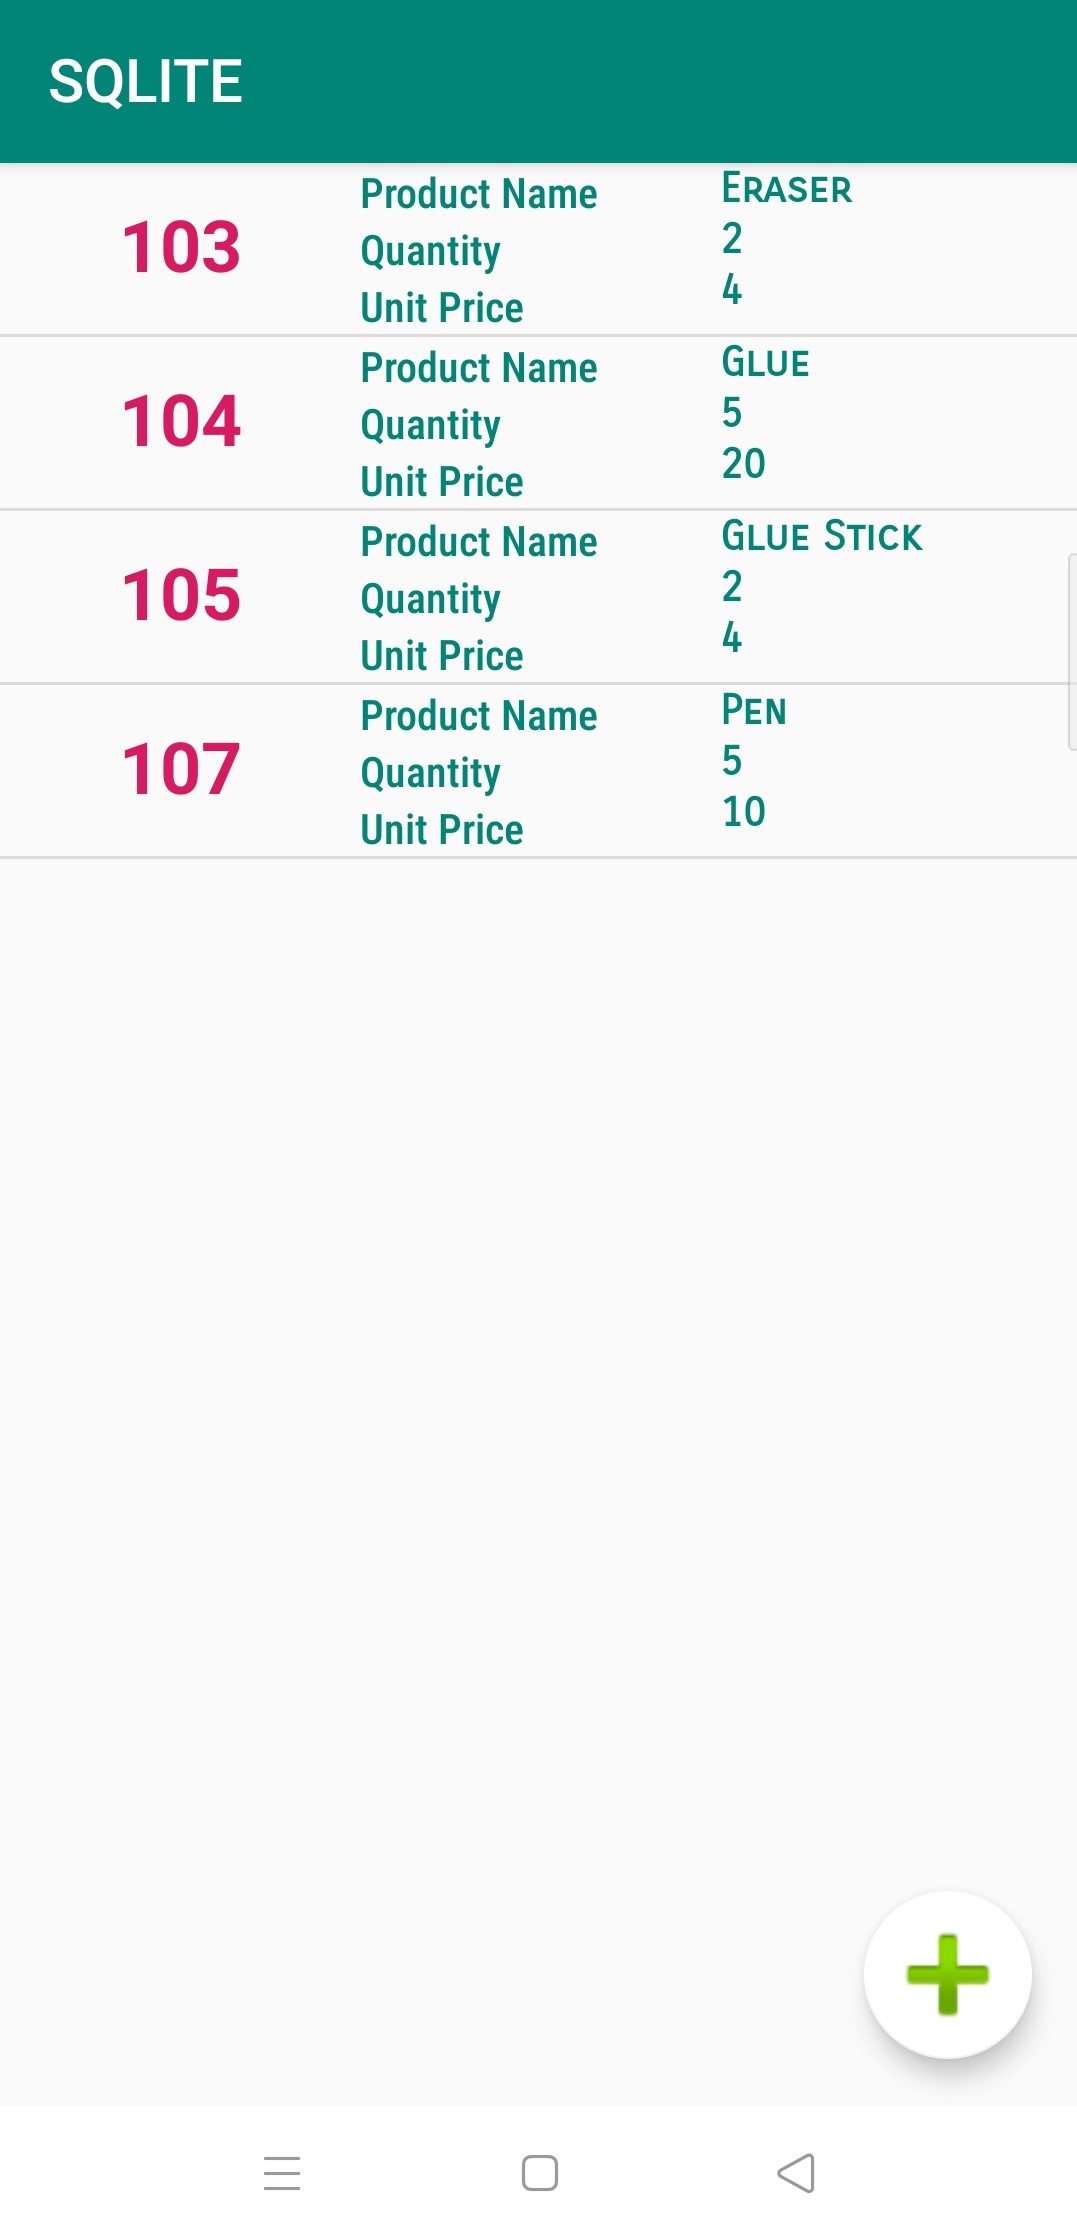 SQLITE
103
Product Name ERASER
Quantity 2
Unit Price 4
104
Product Name GLUE
Quantity 5
Unit Price 20
105
Product Name GLUE STICK
Quantity 2
Unit Price 4
107
Product Name PEN
Quantity 5
Unit Price 10